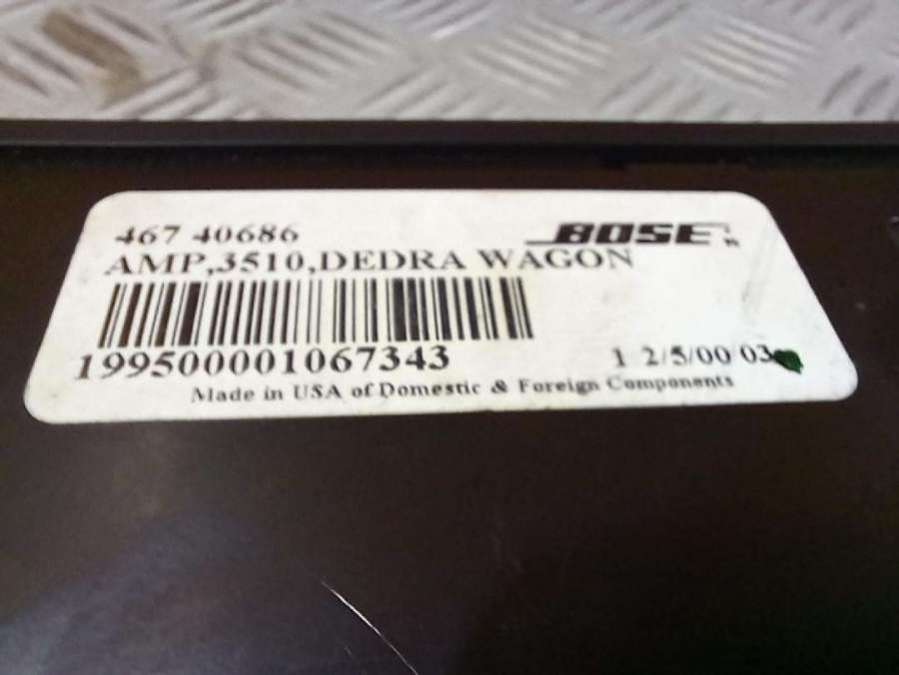 467 40686 BOSE
AMP,3510,DEDRA WAGON
199500001067343 1 2/5/00 03
Made in USA of Domestic & Foreign Components